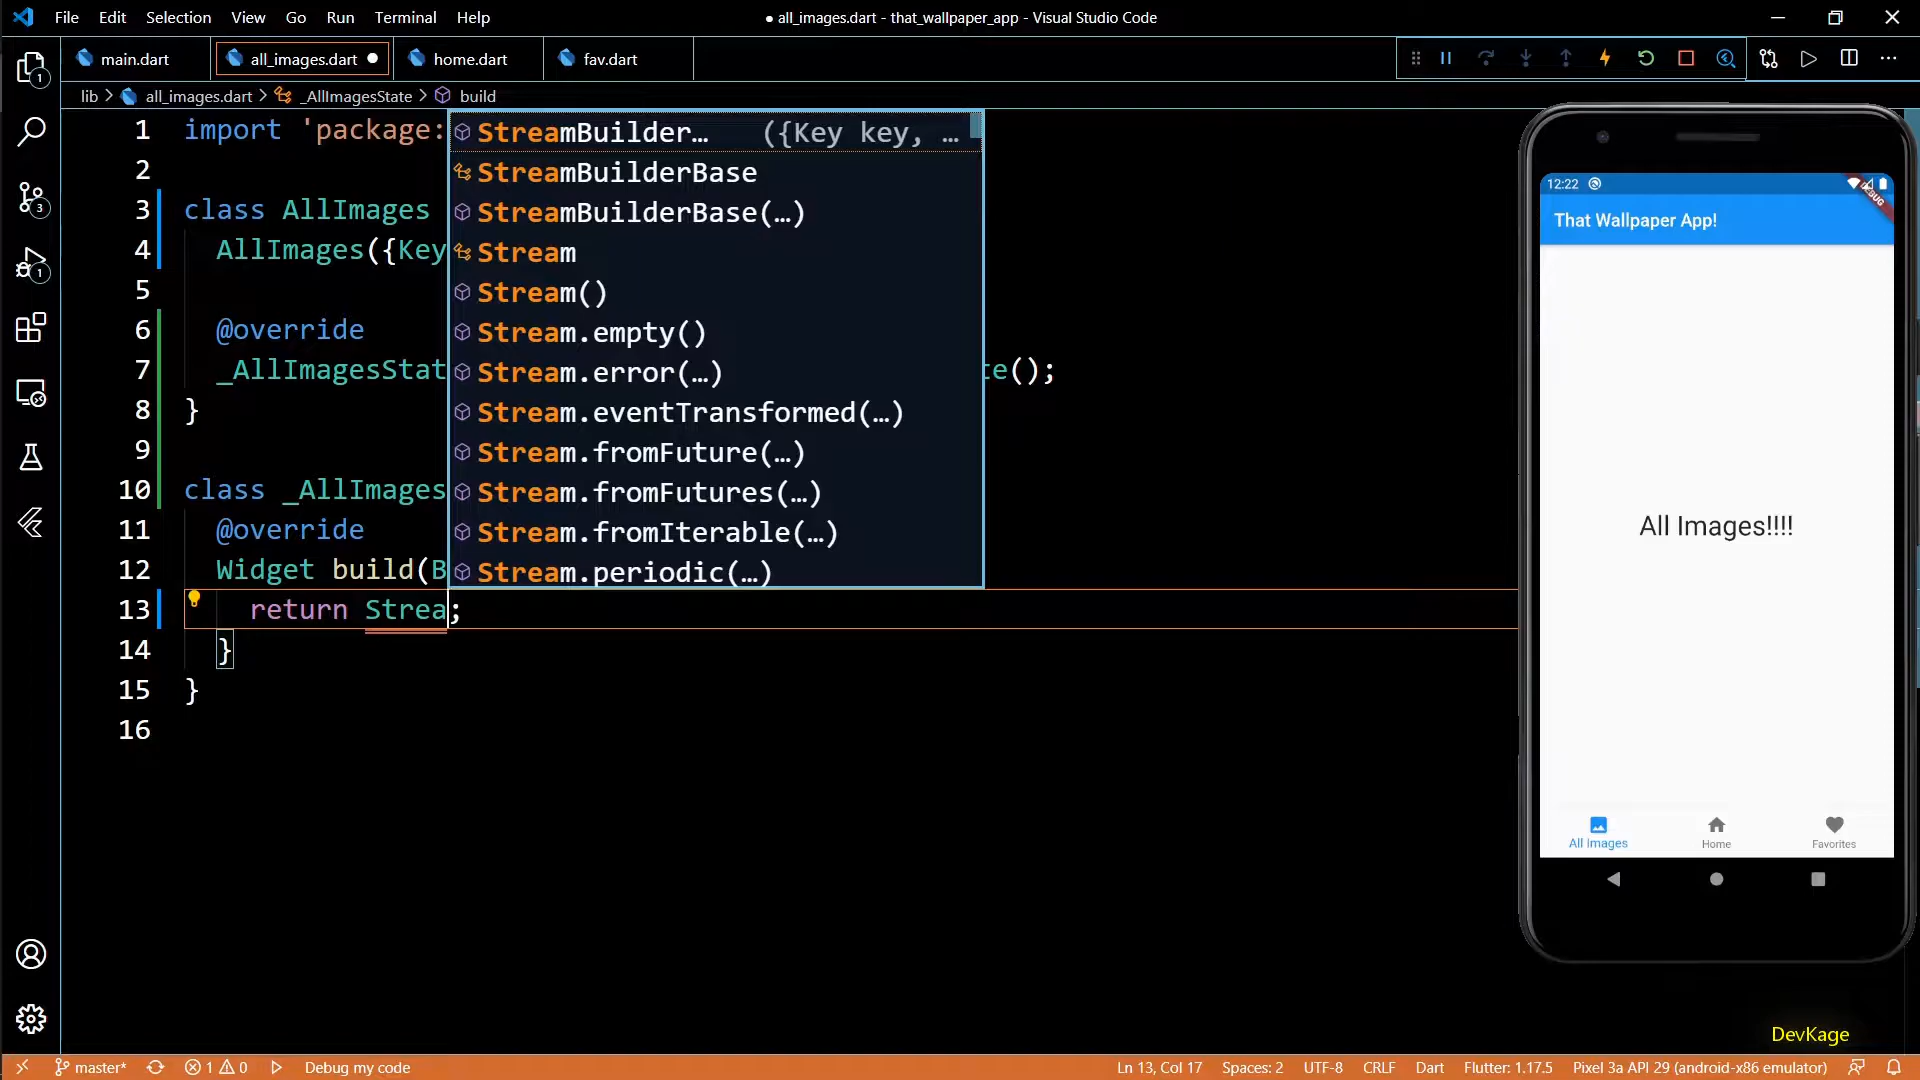 File Edit Selection View Go Run Terminal Help
● all_images.dart - that_wallpaper_app - Visual Studio Code
main.dart
all_images.dart
home.dart
fav.dart
lib > all_images.dart > _AllImagesState > build
1 import 'package:
2
3 class AllImages
4 AllImages({Key
5
6 @override
7 _AllImagesStat te();
8 }
9
10 class _AllImages
11 @override
12 Widget build(B
13 return Strea;
14 }
15 }
16
StreamBuilder… ({Key key, …
StreamBuilderBase
StreamBuilderBase(…)
Stream
Stream()
Stream.empty()
Stream.error(…)
Stream.eventTransformed(…)
Stream.fromFuture(…)
Stream.fromFutures(…)
Stream.fromIterable(…)
Stream.periodic(…)
1
3
1
12:22
DEBUG
That Wallpaper App!
All Images!!!!
All Images
Home
Favorites
DevKage
master*
1 0
Debug my code
Ln 13, Col 17
Spaces: 2
UTF-8
CRLF
Dart
Flutter: 1.17.5
Pixel 3a API 29 (android-x86 emulator)